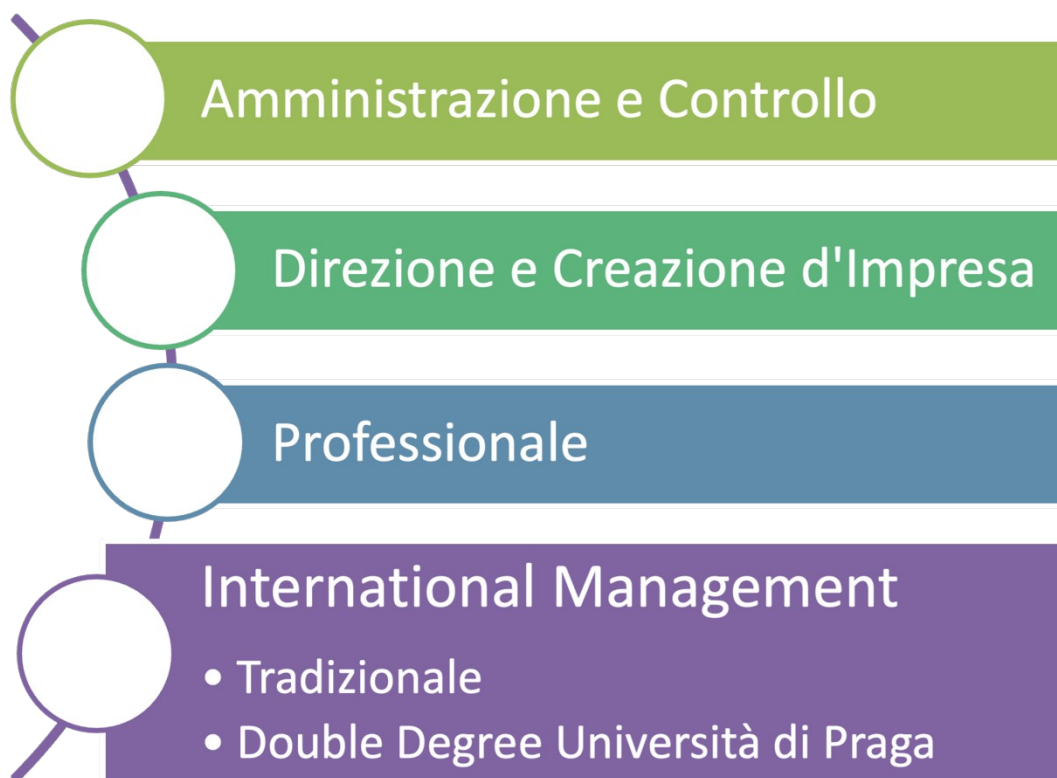 Amministrazione e Controllo
Direzione e Creazione d'Impresa
Professionale
International Management
• Tradizionale
• Double Degree Università di Praga